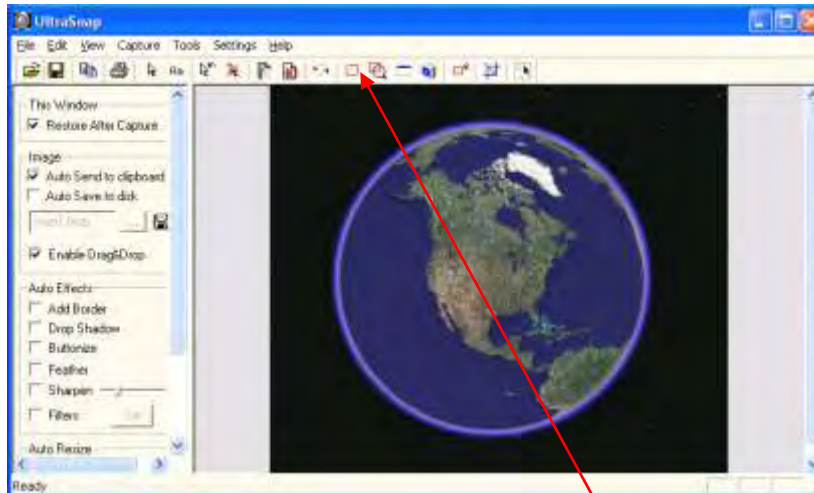 UltraSnap
File Edit View Capture Tools Settings Help
This Window
Restore After Capture
Image
Auto Send to clipboard
Auto Save to disk
...
Enable Drag&Drop
Auto Effects
Add Border
Drop Shadow
Buttonize
Feather
Sharpen
Filters
Auto Resize
Ready